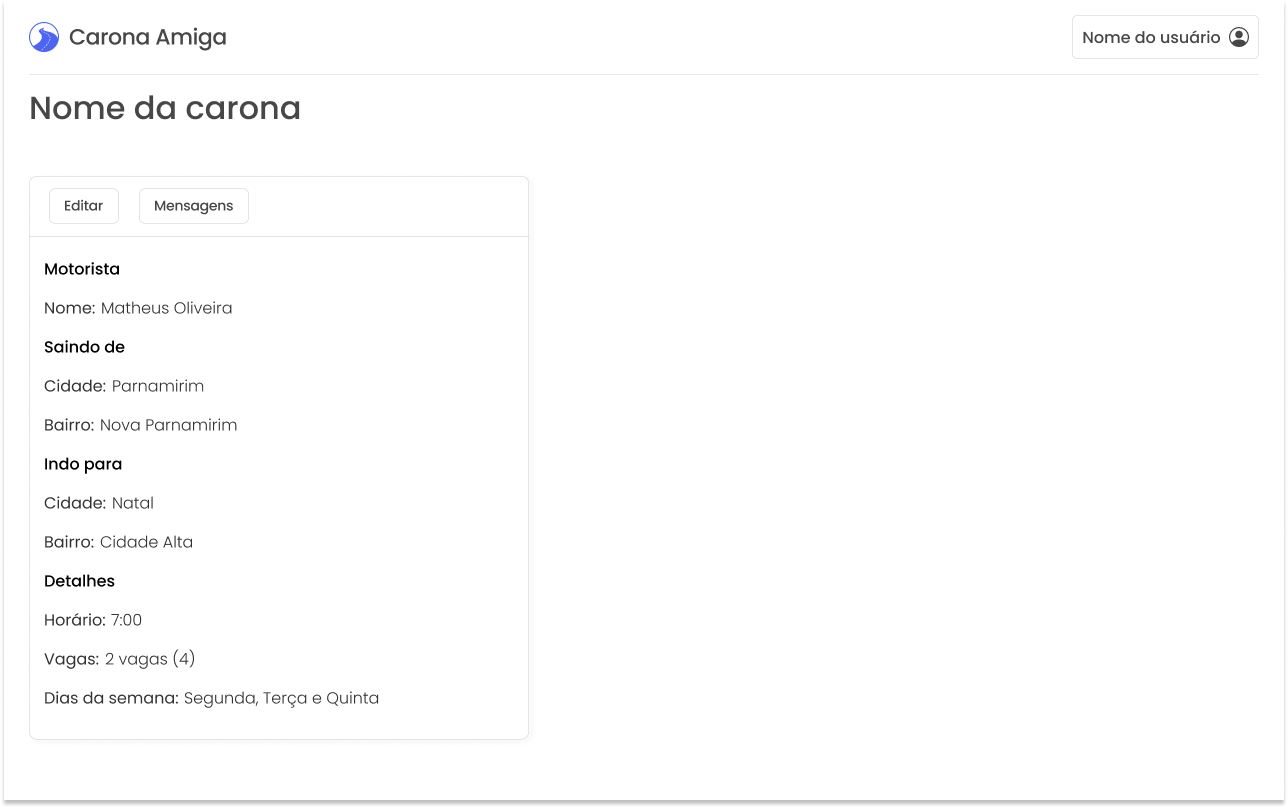 Carona Amiga
Nome do usuário
Nome da carona
Editar
Mensagens
Motorista
Nome: Matheus Oliveira
Saindo de
Cidade: Parnamirim
Bairro: Nova Parnamirim
Indo para
Cidade: Natal
Bairro: Cidade Alta
Detalhes
Horário: 7:00
Vagas: 2 vagas (4)
Dias da semana: Segunda, Terça e Quinta